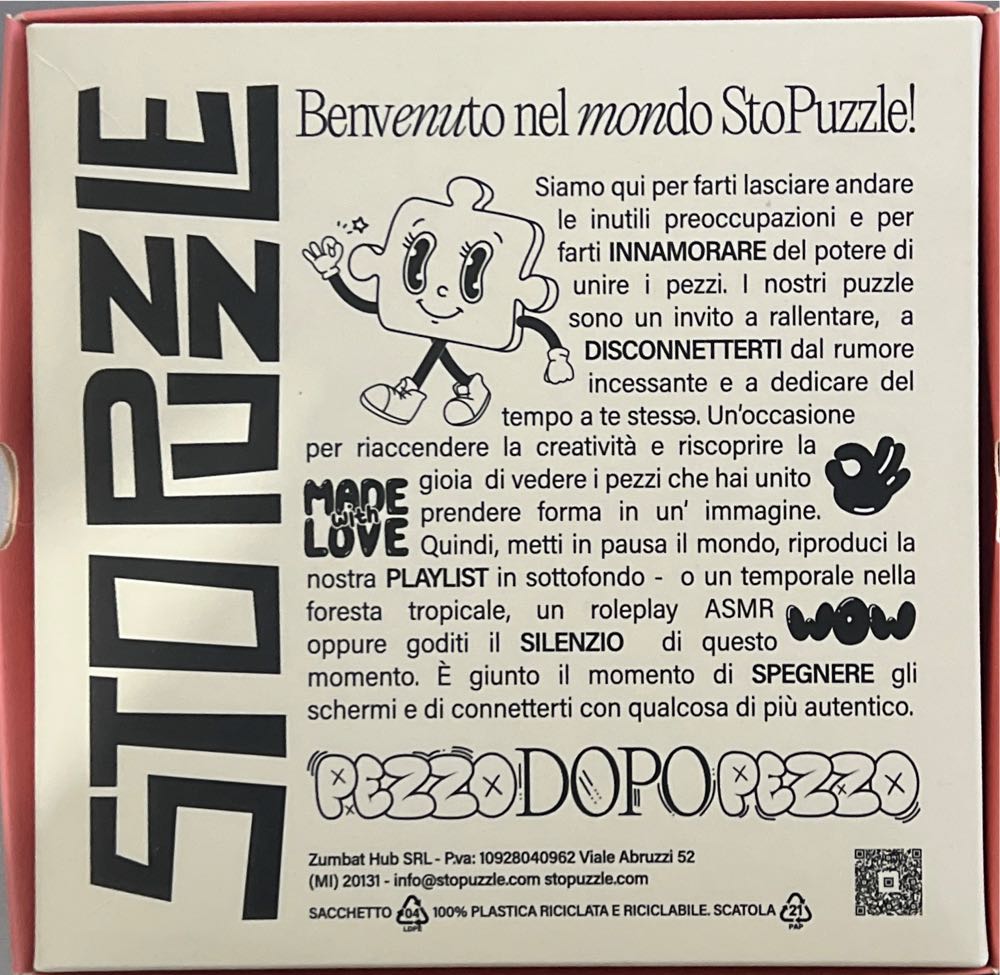 STOPUZZLE
Benvenuto nel mondo StoPuzzle!
Siamo qui per farti lasciare andare
le inutili preoccupazioni e per
farti INNAMORARE del potere di
unire i pezzi. I nostri puzzle
sono un invito a rallentare, a
DISCONNETTERTI dal rumore
incessante e a dedicare del
tempo a te stessə. Un'occasione
per riaccendere la creatività e riscoprire la
gioia di vedere i pezzi che hai unito
prendere forma in un' immagine.
MADE
with
LOVE
Quindi, metti in pausa il mondo, riproduci la
nostra PLAYLIST in sottofondo - o un temporale nella
foresta tropicale, un roleplay ASMR
WOW
oppure goditi il SILENZIO di questo
momento. È giunto il momento di SPEGNERE gli
schermi e di connetterti con qualcosa di più autentico.
PEZZO DOPO PEZZO
Zumbat Hub SRL - P.va: 10928040962 Viale Abruzzi 52
(MI) 20131 - info@stopuzzle.com stopuzzle.com
SACCHETTO 04 LDPE 100% PLASTICA RICICLATA E RICICLABILE. SCATOLA 21 PAP